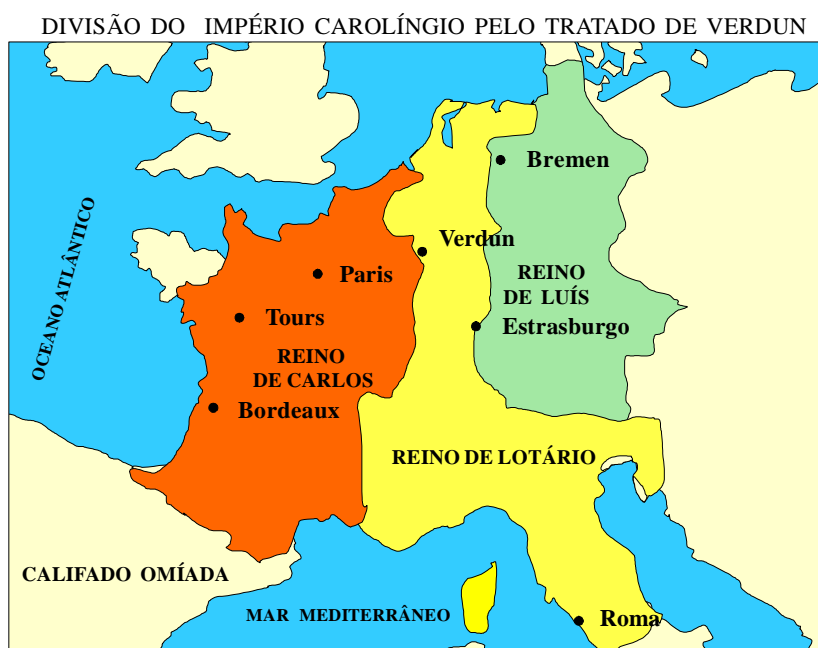 DIVISÃO DO IMPÉRIO CAROLÍNGIO PELO TRATADO DE VERDUN
Bremen
OCEANO ATLÂNTICO
Verdun
Paris
REINO
DE LUÍS
Tours
Estrasburgo
REINO
DE CARLOS
Bordeaux
REINO DE LOTÁRIO
CALIFADO OMÍADA
MAR MEDITERRÂNEO
Roma